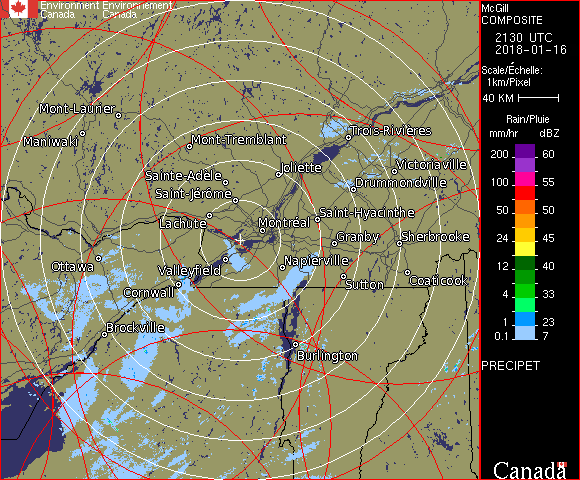 Environment Environnement
Canada Canada
McGill
COMPOSITE
2130 UTC
2018-01-16
Scale/Échelle:
1km/Pixel
40 KM
Rain/Pluie
mm/hr dBZ
200 60
155
100 55
50 50
24 45
12 40
4 33
1 23
0.1 7
PRECIPET
Canada
Mont-Laurier
Maniwaki
Mont-Tremblant
Trois-Rivières
Sainte-Adèle
Joliette
Victoriaville
Saint-Jérôme
Drummondville
Lachute
Montréal
Saint-Hyacinthe
Granby
Sherbrooke
Ottawa
Valleyfield
Napierville
Cornwall
Sutton
Coaticook
Brockville
Burlington